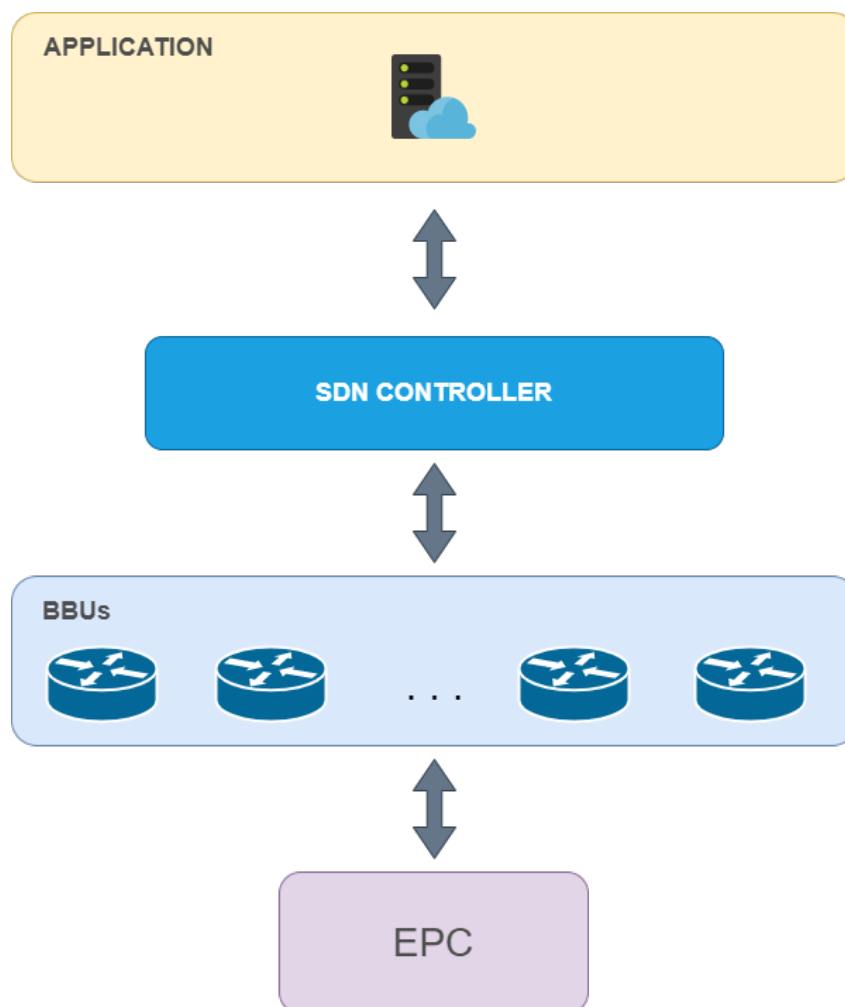 APPLICATION
SDN CONTROLLER
BBUs
. . .
EPC